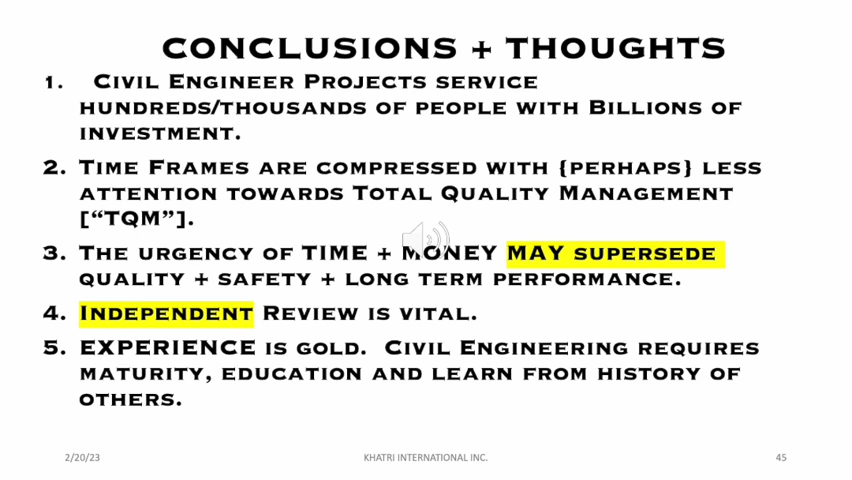 CONCLUSIONS + THOUGHTS
1. CIVIL ENGINEER PROJECTS SERVICE
HUNDREDS/THOUSANDS OF PEOPLE WITH BILLIONS OF
INVESTMENT.
2. TIME FRAMES ARE COMPRESSED WITH {PERHAPS} LESS
ATTENTION TOWARDS TOTAL QUALITY MANAGEMENT
[“TQM”].
3. THE URGENCY OF TIME + MONEY MAY SUPERSEDE
QUALITY + SAFETY + LONG TERM PERFORMANCE.
4. INDEPENDENT REVIEW IS VITAL.
5. EXPERIENCE IS GOLD. CIVIL ENGINEERING REQUIRES
MATURITY, EDUCATION AND LEARN FROM HISTORY OF
OTHERS.
2/20/23 KHATRI INTERNATIONAL INC. 45